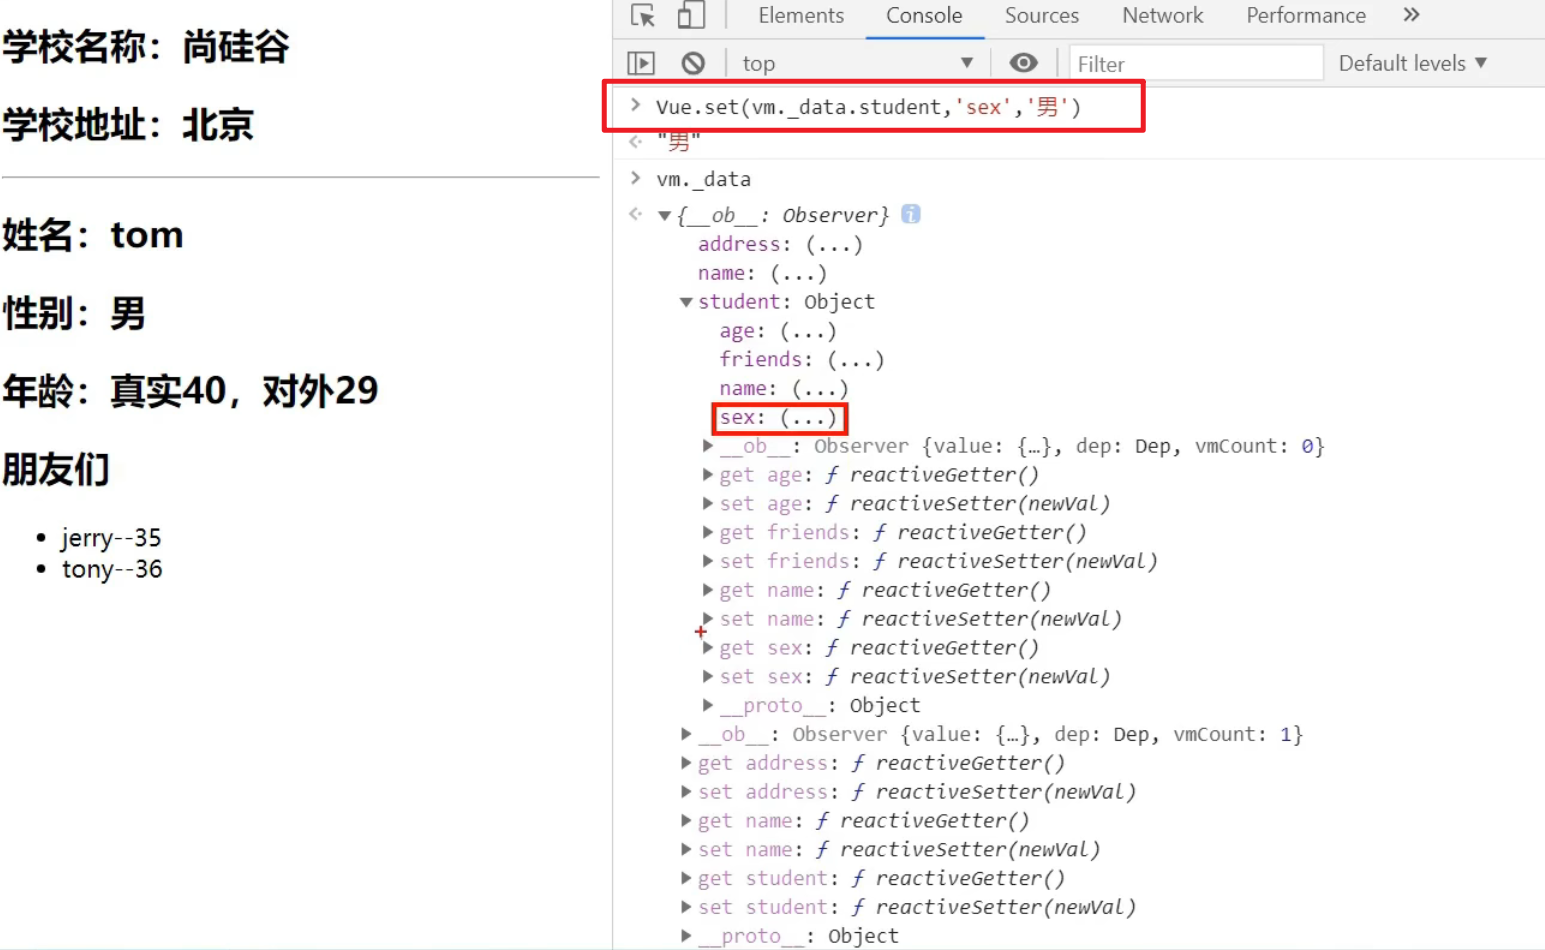 学校名称：尚硅谷
学校地址：北京
姓名：tom
性别：男
年龄：真实40，对外29
朋友们
jerry--35
tony--36
Elements Console Sources Network Performance »
top ▼ Filter Default levels ▼
> Vue.set(vm._data.student,'sex','男')
"男"
> vm._data
▼{__ob__: Observer} i
address: (...)
name: (...)
▼student: Object
age: (...)
friends: (...)
name: (...)
sex: (...)
▶__ob__: Observer {value: {…}, dep: Dep, vmCount: 0}
▶get age: ƒ reactiveGetter()
▶set age: ƒ reactiveSetter(newVal)
▶get friends: ƒ reactiveGetter()
▶set friends: ƒ reactiveSetter(newVal)
▶get name: ƒ reactiveGetter()
▶set name: ƒ reactiveSetter(newVal)
▶get sex: ƒ reactiveGetter()
▶set sex: ƒ reactiveSetter(newVal)
▶__proto__: Object
▶__ob__: Observer {value: {…}, dep: Dep, vmCount: 1}
▶get address: ƒ reactiveGetter()
▶set address: ƒ reactiveSetter(newVal)
▶get name: ƒ reactiveGetter()
▶set name: ƒ reactiveSetter(newVal)
▶get student: ƒ reactiveGetter()
▶set student: ƒ reactiveSetter(newVal)
▶__proto__: Object